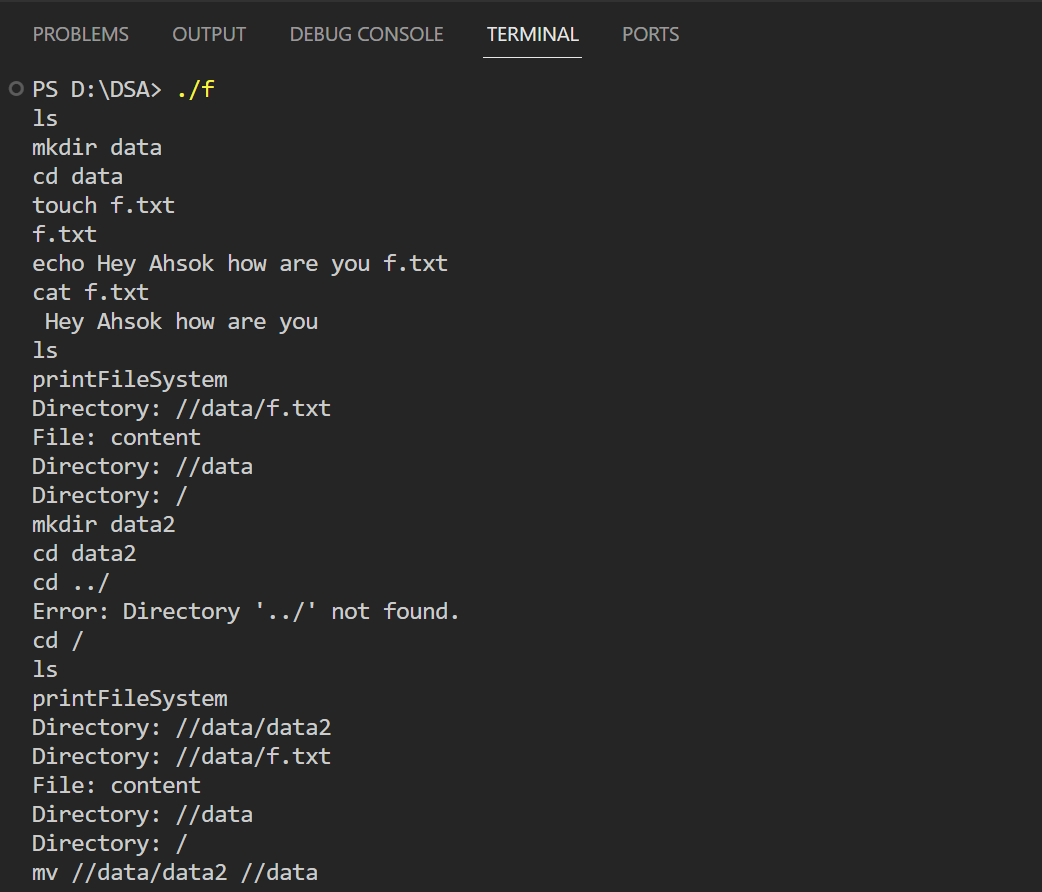 PROBLEMS OUTPUT DEBUG CONSOLE TERMINAL PORTS
PS D:\DSA> ./f
ls
mkdir data
cd data
touch f.txt
f.txt
echo Hey Ahsok how are you f.txt
cat f.txt
 Hey Ahsok how are you
ls
printFileSystem
Directory: //data/f.txt
File: content
Directory: //data
Directory: /
mkdir data2
cd data2
cd ../
Error: Directory '../' not found.
cd /
ls
printFileSystem
Directory: //data/data2
Directory: //data/f.txt
File: content
Directory: //data
Directory: /
mv //data/data2 //data